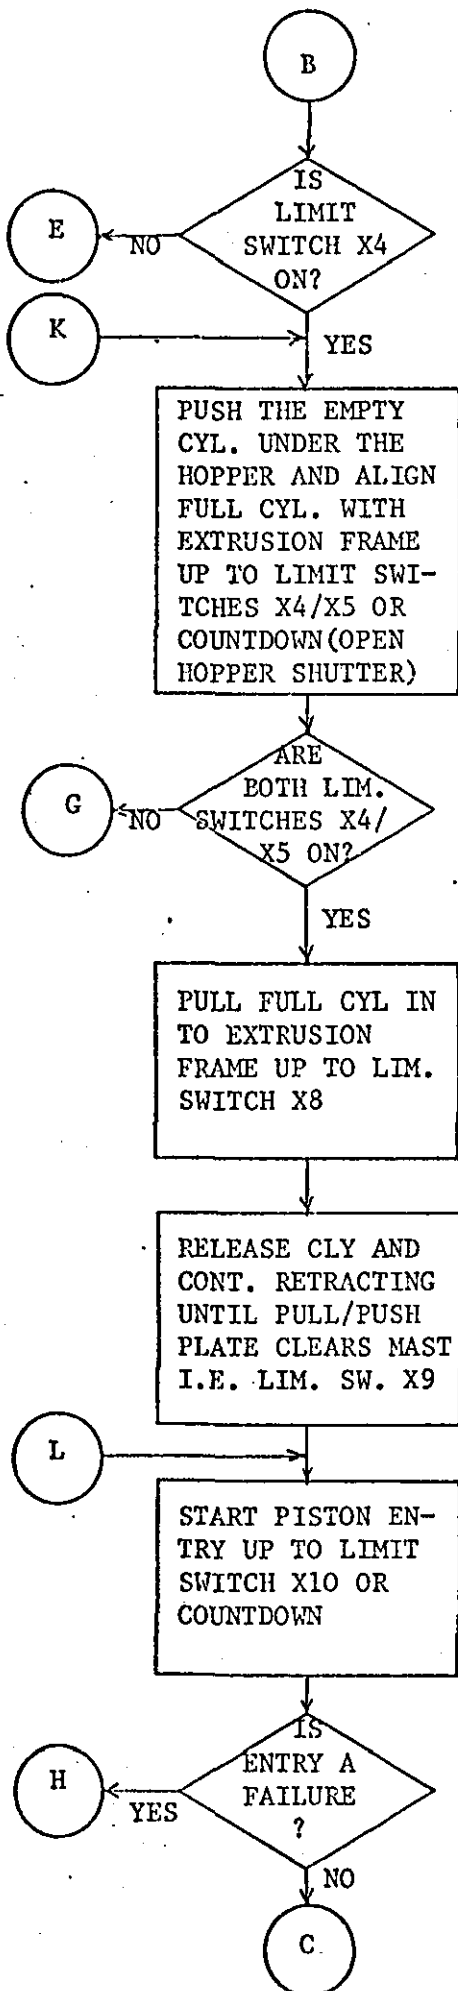 B
IS
LIMIT
SWITCH X4
ON?
E
NO
K
YES
PUSH THE EMPTY
CYL. UNDER THE
HOPPER AND ALIGN
FULL CYL. WITH
EXTRUSION FRAME
UP TO LIMIT SWI-
TCHES X4/X5 OR
COUNTDOWN(OPEN
HOPPER SHUTTER)
ARE
BOTH LIM.
SWITCHES X4/
X5 ON?
G
NO
YES
PULL FULL CYL IN
TO EXTRUSION
FRAME UP TO LIM.
SWITCH X8
RELEASE CLY AND
CONT. RETRACTING
UNTIL PULL/PUSH
PLATE CLEARS MAST
I.E. LIM. SW. X9
L
START PISTON EN-
TRY UP TO LIMIT
SWITCH X10 OR
COUNTDOWN
IS
ENTRY A
FAILURE
?
H
YES
NO
C